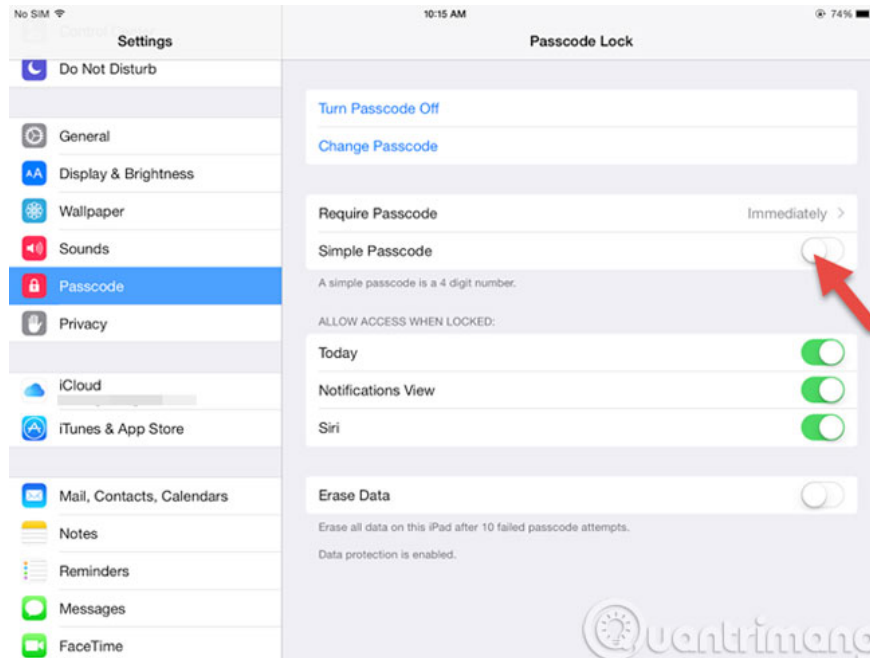 No SIM 10:15 AM 74%
Settings
Passcode Lock
Do Not Disturb
General
Display & Brightness
Wallpaper
Sounds
Passcode
Privacy
iCloud
iTunes & App Store
Mail, Contacts, Calendars
Notes
Reminders
Messages
FaceTime
Turn Passcode Off
Change Passcode
Require Passcode Immediately
Simple Passcode
A simple passcode is a 4 digit number.
ALLOW ACCESS WHEN LOCKED:
Today
Notifications View
Siri
Erase Data
Erase all data on this iPad after 10 failed passcode attempts.
Data protection is enabled.
Quantrimang